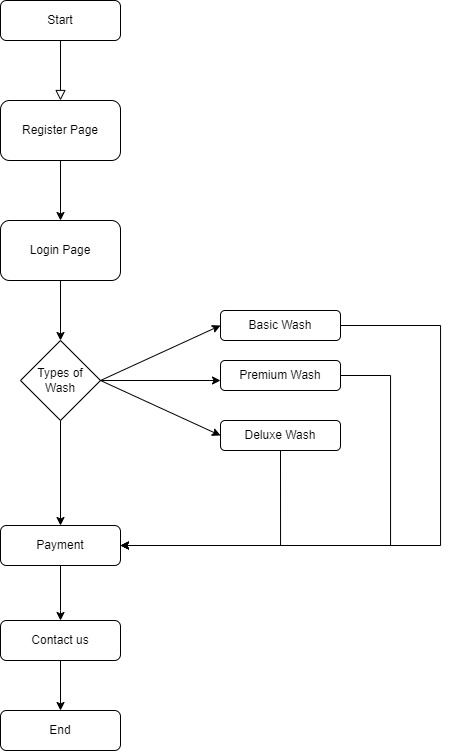 Start
Register Page
Login Page
Types of
Wash
Basic Wash
Premium Wash
Deluxe Wash
Payment
Contact us
End